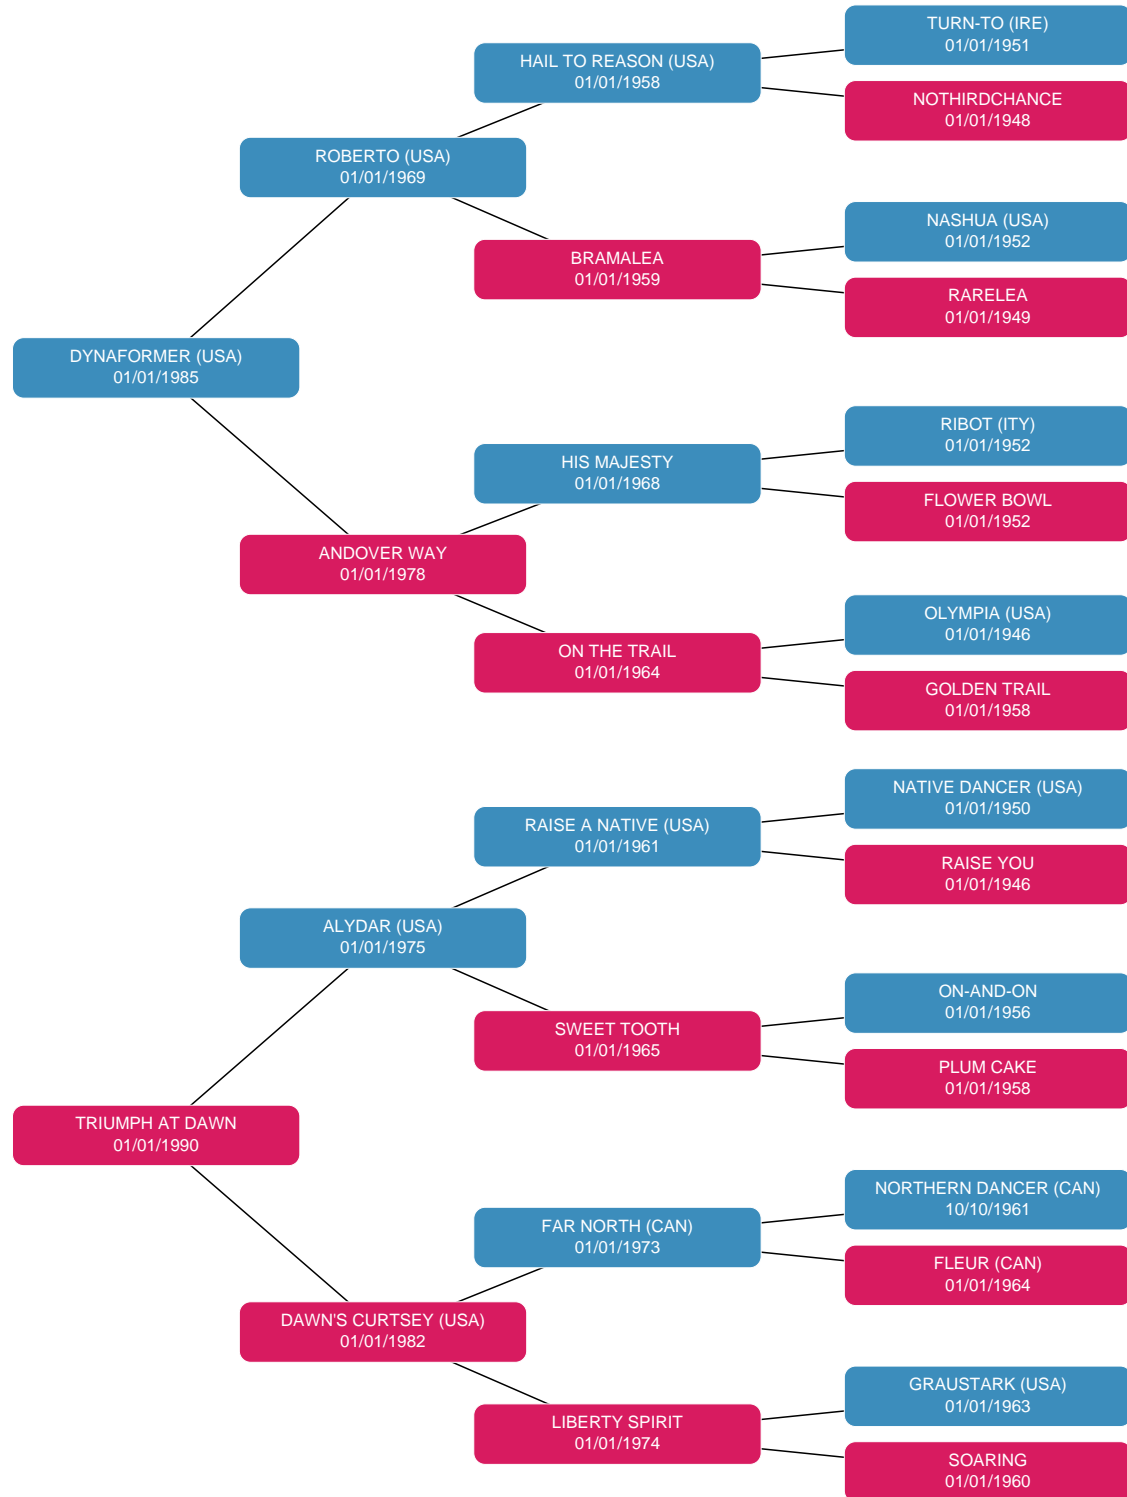 TURN-TO (IRE)
01/01/1951
HAIL TO REASON (USA)
01/01/1958
NOTHIRDCHANCE
01/01/1948
ROBERTO (USA)
01/01/1969
NASHUA (USA)
01/01/1952
BRAMALEA
01/01/1959
RARELEA
01/01/1949
DYNAFORMER (USA)
01/01/1985
RIBOT (ITY)
01/01/1952
HIS MAJESTY
01/01/1968
FLOWER BOWL
01/01/1952
ANDOVER WAY
01/01/1978
OLYMPIA (USA)
01/01/1946
ON THE TRAIL
01/01/1964
GOLDEN TRAIL
01/01/1958
NATIVE DANCER (USA)
01/01/1950
RAISE A NATIVE (USA)
01/01/1961
RAISE YOU
01/01/1946
ALYDAR (USA)
01/01/1975
ON-AND-ON
01/01/1956
SWEET TOOTH
01/01/1965
PLUM CAKE
01/01/1958
TRIUMPH AT DAWN
01/01/1990
NORTHERN DANCER (CAN)
10/10/1961
FAR NORTH (CAN)
01/01/1973
FLEUR (CAN)
01/01/1964
DAWN'S CURTSEY (USA)
01/01/1982
GRAUSTARK (USA)
01/01/1963
LIBERTY SPIRIT
01/01/1974
SOARING
01/01/1960